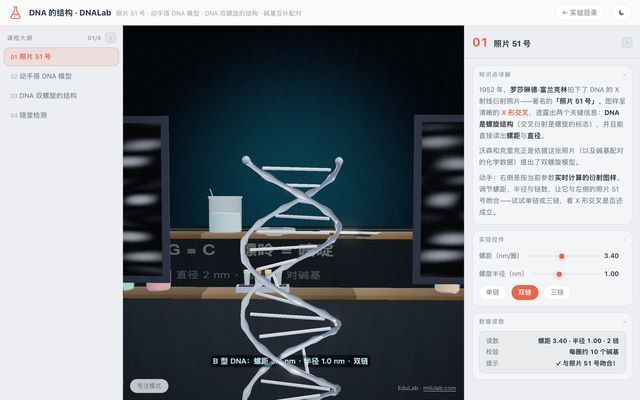 DNA 的结构 · DNALab
照片 51 号 · 动手搭 DNA 模型 · DNA 双螺旋的结构 · 碱基互补配对
← 实验目录
课程大纲
01/4
01 照片 51 号
02 动手搭 DNA 模型
03 DNA 双螺旋的结构
04 随堂检测
G = C
嘌呤 = 嘧啶
直径 2 nm ·
对碱基
B 型 DNA：螺距 3. nm · 半径 1.0 nm · 双链
专注模式
EduLab · milulab.com
01 照片 51 号
知识点详解
1952 年，罗莎琳德·富兰克林拍下了 DNA 的 X
射线衍射照片——著名的「照片 51 号」。图样呈
清晰的 X 形交叉，透露出两个关键信息：DNA
是螺旋结构（交叉衍射是螺旋的标志），并且能
直接读出螺距与直径。
沃森和克里克正是依据这张照片（以及碱基配对
的化学数据）提出了双螺旋模型。
动手：右侧是按当前参数实时计算的衍射图样。
调节螺距、半径与链数，让它与左侧的照片 51
号吻合——试试单链或三链，看 X 形交叉是否还
成立。
实验控件
螺距（nm/圈）
3.40
螺旋半径（nm）
1.00
单链
双链
三链
数据读数
读数
螺距 3.40 · 半径 1.00 · 2 链
校验
每圈约 10 个碱基
提示
✓ 与照片 51 号吻合！